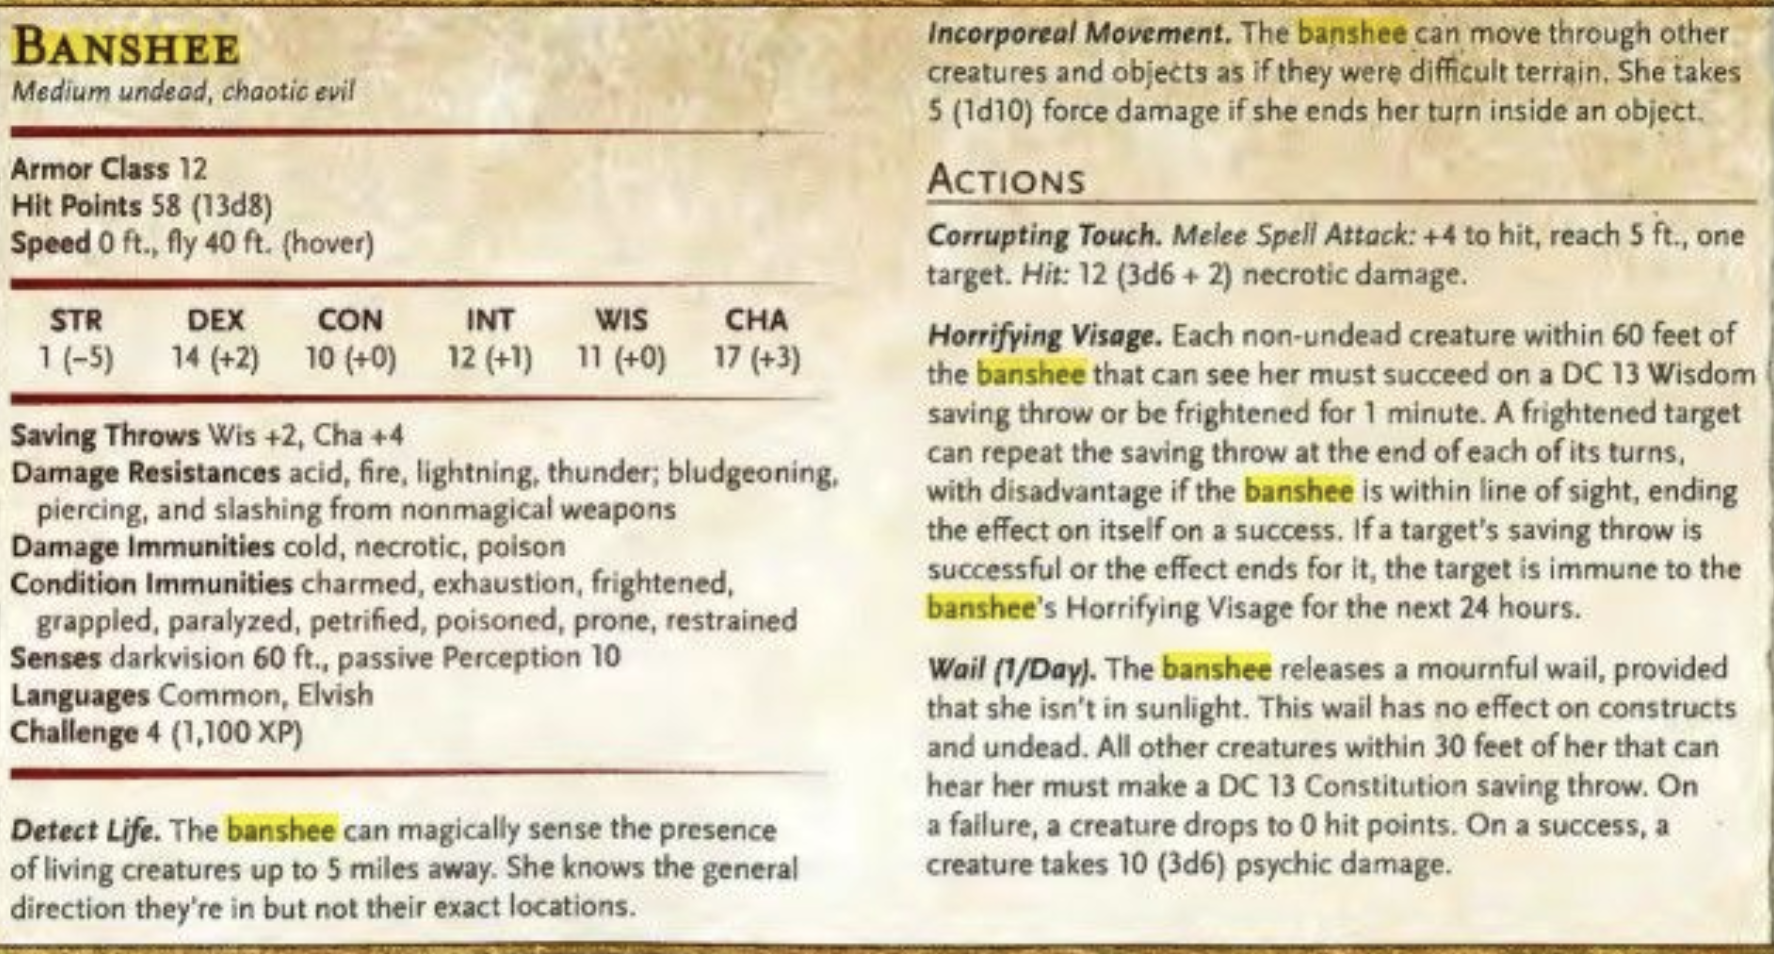 BANSHEE
Medium undead, chaotic evil
Armor Class 12
Hit Points 58 (13d8)
Speed 0 ft., fly 40 ft. (hover)
STR DEX CON INT WIS CHA
1 (–5) 14 (+2) 10 (+0) 12 (+1) 11 (+0) 17 (+3)
Saving Throws Wis +2, Cha +4
Damage Resistances acid, fire, lightning, thunder; bludgeoning,
piercing, and slashing from nonmagical weapons
Damage Immunities cold, necrotic, poison
Condition Immunities charmed, exhaustion, frightened,
grappled, paralyzed, petrified, poisoned, prone, restrained
Senses darkvision 60 ft., passive Perception 10
Languages Common, Elvish
Challenge 4 (1,100 XP)
Detect Life. The banshee can magically sense the presence
of living creatures up to 5 miles away. She knows the general
direction they're in but not their exact locations.
Incorporeal Movement. The banshee can move through other
creatures and objects as if they were difficult terrain. She takes
5 (1d10) force damage if she ends her turn inside an object.
ACTIONS
Corrupting Touch. Melee Spell Attack: +4 to hit, reach 5 ft., one
target. Hit: 12 (3d6 + 2) necrotic damage.
Horrifying Visage. Each non-undead creature within 60 feet of
the banshee that can see her must succeed on a DC 13 Wisdom
saving throw or be frightened for 1 minute. A frightened target
can repeat the saving throw at the end of each of its turns,
with disadvantage if the banshee is within line of sight, ending
the effect on itself on a success. If a target's saving throw is
successful or the effect ends for it, the target is immune to the
banshee's Horrifying Visage for the next 24 hours.
Wail (1/Day). The banshee releases a mournful wail, provided
that she isn't in sunlight. This wail has no effect on constructs
and undead. All other creatures within 30 feet of her that can
hear her must make a DC 13 Constitution saving throw. On
a failure, a creature drops to 0 hit points. On a success, a
creature takes 10 (3d6) psychic damage.